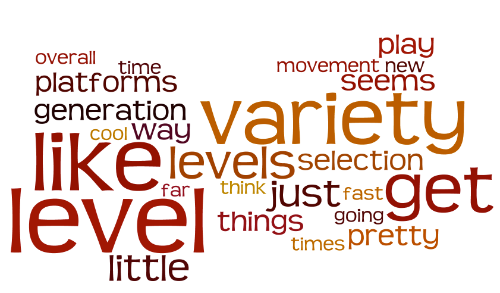 overall
time
play
movement
new
platforms
seems
generation
variety
cool
way
like
levels
selection
far
think
just
fast
get
level
things
going
times
pretty
little